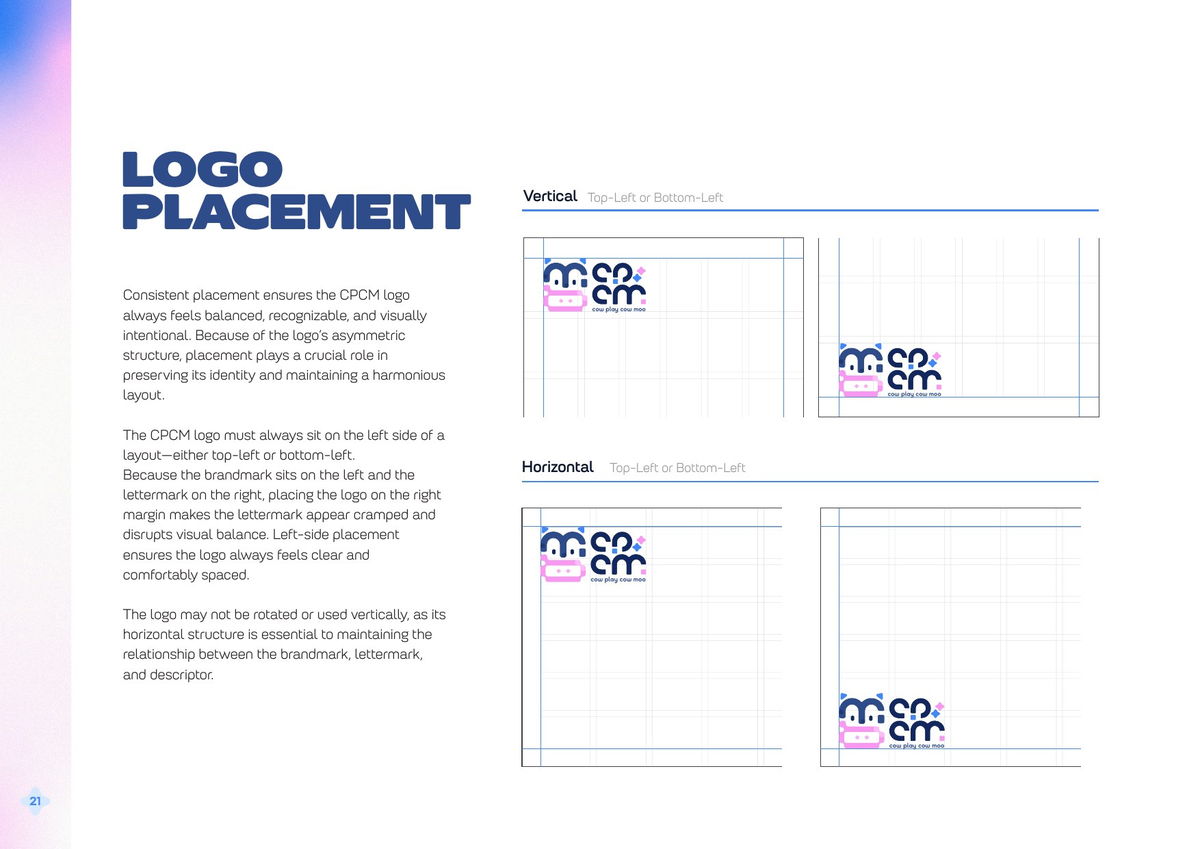 LOGO
PLACEMENT
Consistent placement ensures the CPCM logo
always feels balanced, recognizable, and visually
intentional. Because of the logo's asymmetric
structure, placement plays a crucial role in
preserving its identity and maintaining a harmonious
layout.
The CPCM logo must always sit on the left side of a
layout—either top-left or bottom-left.
Because the brandmark sits on the left and the
lettermark on the right, placing the logo on the right
margin makes the lettermark appear cramped and
disrupts visual balance. Left-side placement
ensures the logo always feels clear and
comfortably spaced.
The logo may not be rotated or used vertically, as its
horizontal structure is essential to maintaining the
relationship between the brandmark, lettermark,
and descriptor.
21
Vertical Top-Left or Bottom-Left
cp
cm
cow play cow moo
cp
cm
cow play cow moo
Horizontal Top-Left or Bottom-Left
cp
cm
cow play cow moo
cp
cm
cow play cow moo